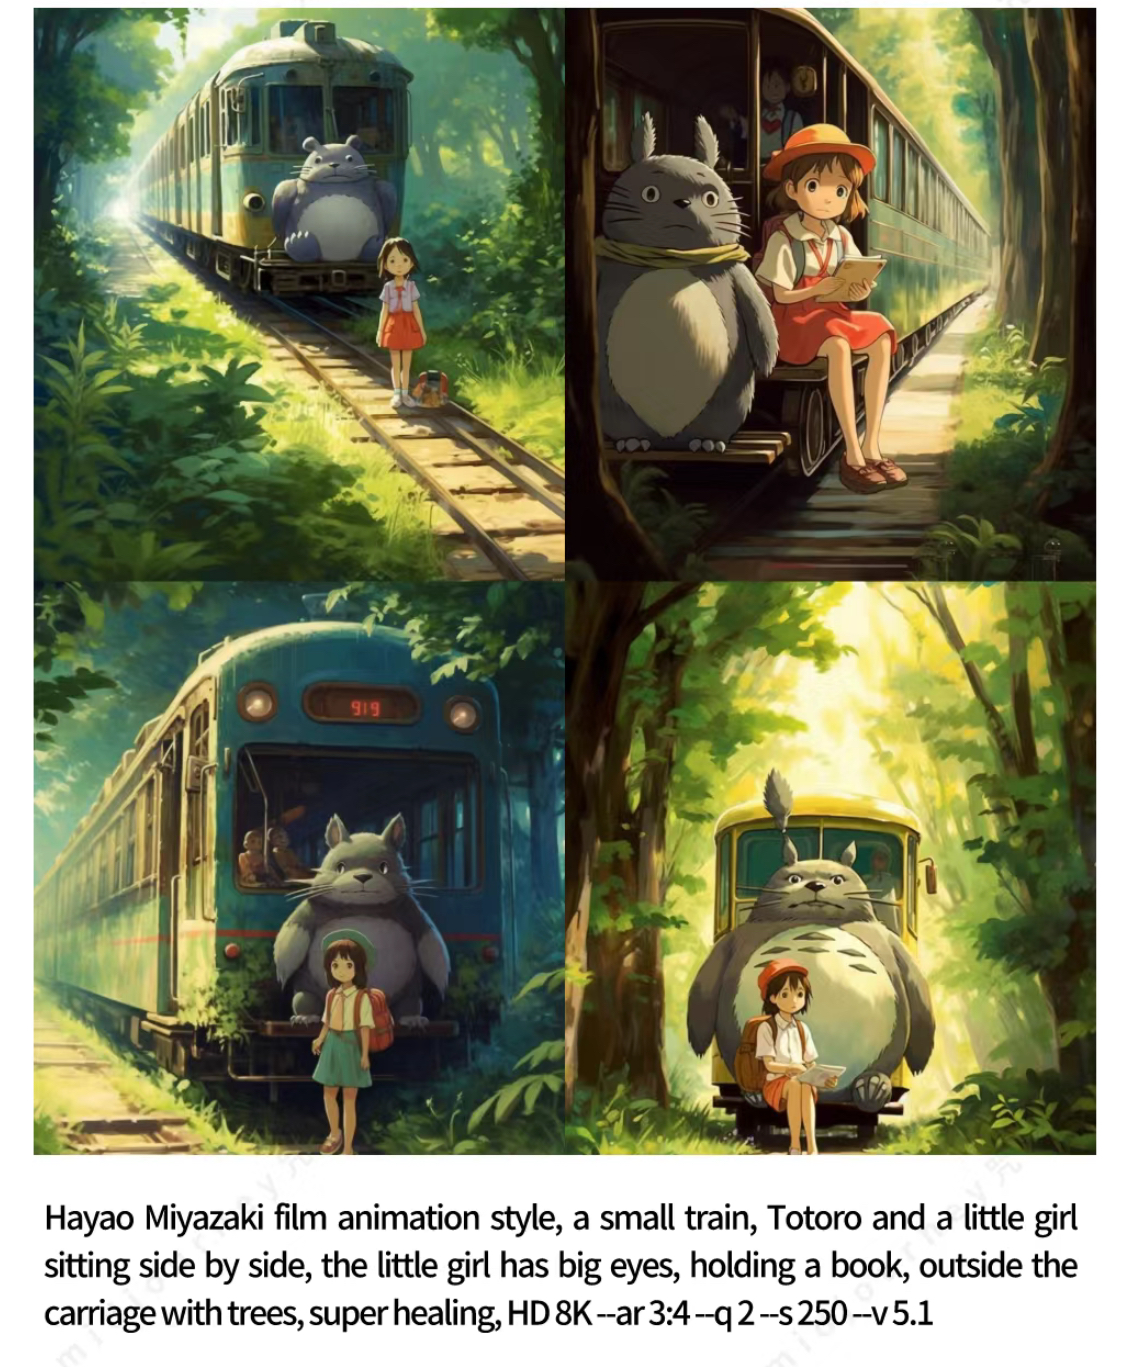 919
Hayao Miyazaki film animation style, a small train, Totoro and a little girl
sitting side by side, the little girl has big eyes, holding a book, outside the
carriage with trees, super healing, HD 8K --ar 3:4 --q 2 --s 250 --v 5.1